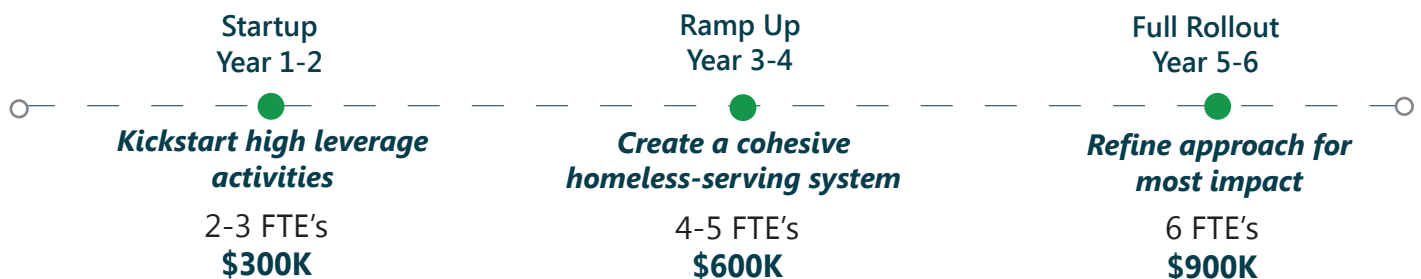 Startup
Year 1-2
Kickstart high leverage
activities
2-3 FTE's
$300K
Ramp Up
Year 3-4
Create a cohesive
homeless-serving system
4-5 FTE's
$600K
Full Rollout
Year 5-6
Refine approach for
most impact
6 FTE's
$900K